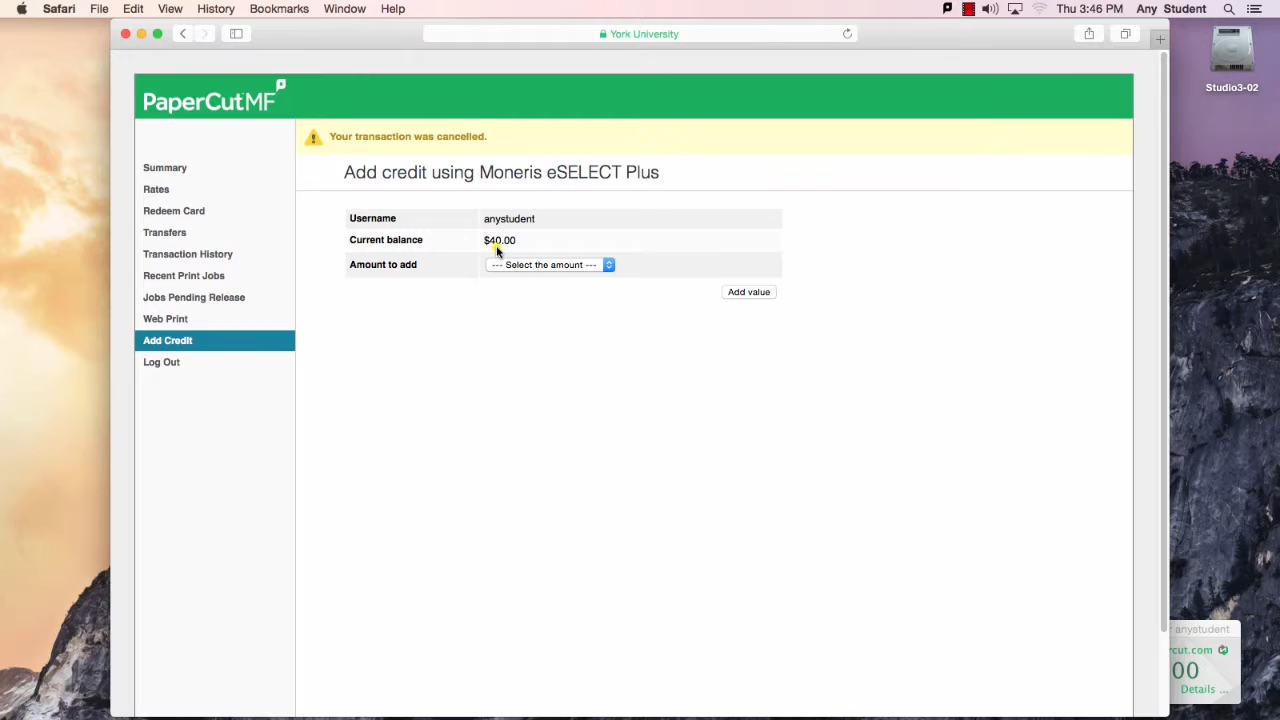 Safari File Edit View History Bookmarks Window Help Thu 3:46 PM Any Student
York University
Studio3-02
PaperCutMF
Your transaction was cancelled.
Add credit using Moneris eSELECT Plus
Summary
Rates
Redeem Card
Transfers
Transaction History
Recent Print Jobs
Jobs Pending Release
Web Print
Add Credit
Log Out
Username anystudent
Current balance $40.00
Amount to add --- Select the amount ---
Add value
anystudent
rcut.com
00
Details ...